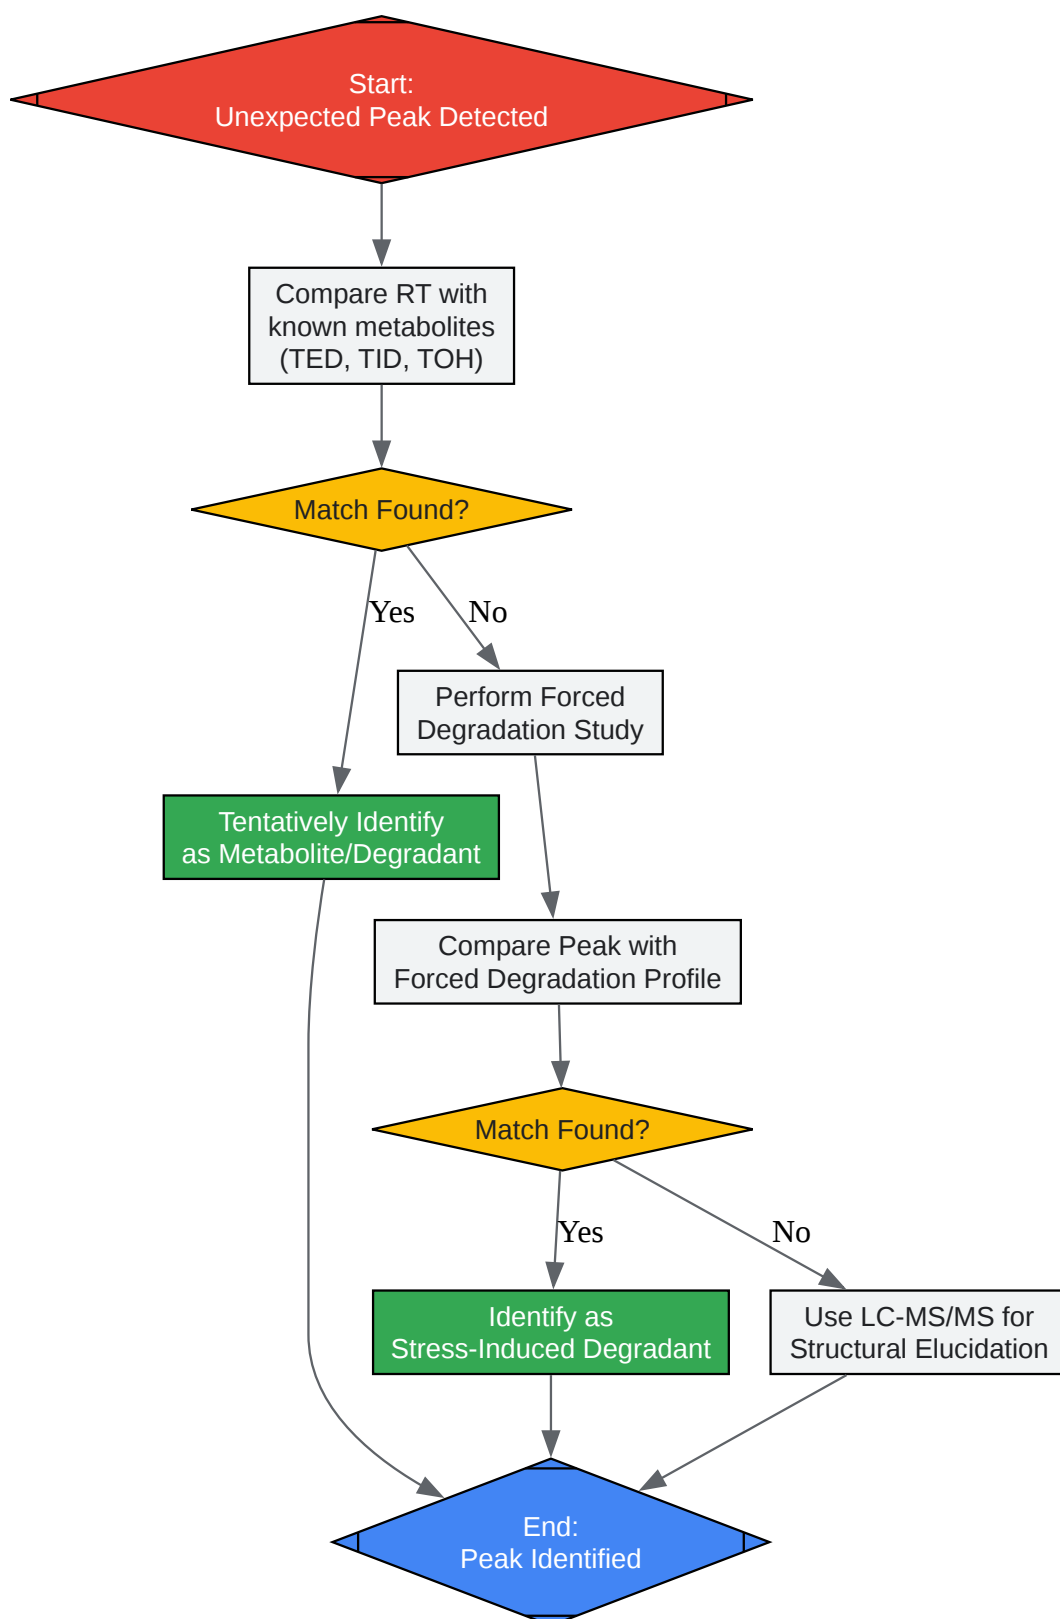 Start:
Unexpected Peak Detected
Compare RT with
known metabolites
(TED, TID, TOH)
Match Found?
Yes
No
Perform Forced
Degradation Study
Tentatively Identify
as Metabolite/Degradant
Compare Peak with
Forced Degradation Profile
Match Found?
Yes
No
Identify as
Stress-Induced Degradant
Use LC-MS/MS for
Structural Elucidation
End:
Peak Identified